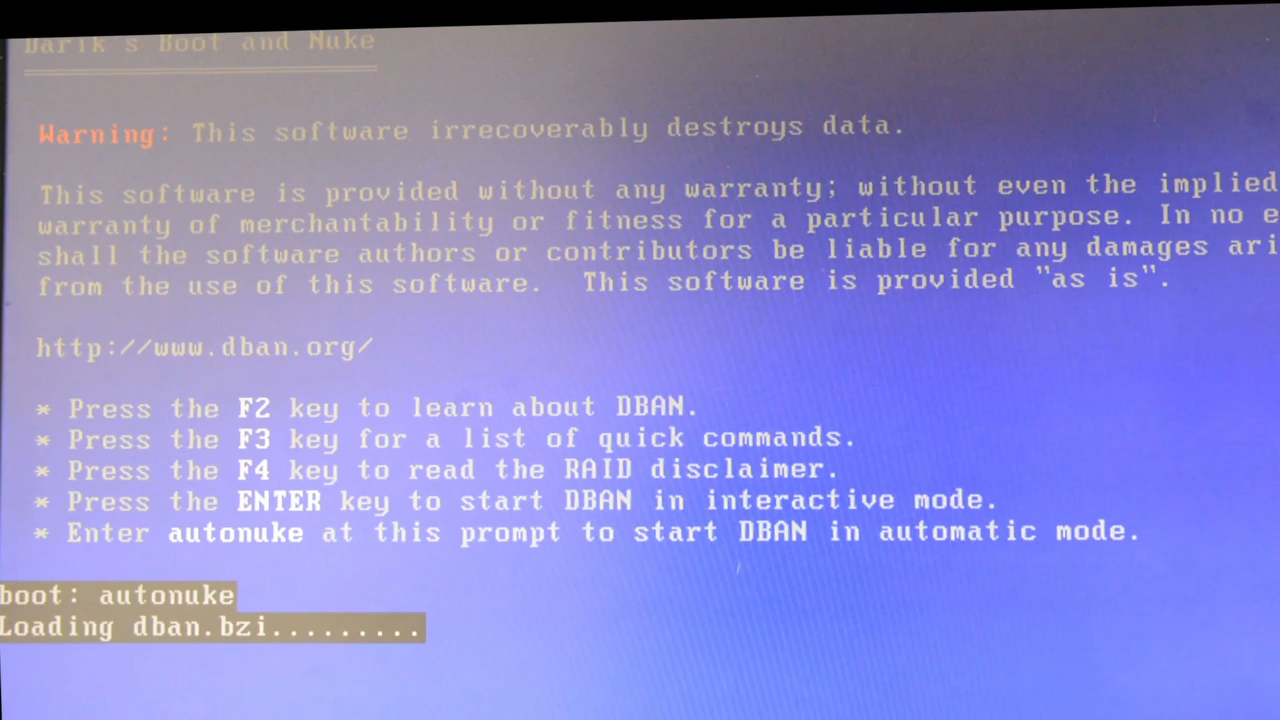 Darik's Boot and Nuke
Warning: This software irrecoverably destroys data.
This software is provided without any warranty; without even the implied
warranty of merchantability or fitness for a particular purpose. In no e
shall the software authors or contributors be liable for any damages ari
from the use of this software. This software is provided "as is".
http://www.dban.org/
* Press the F2 key to learn about DBAN.
* Press the F3 key for a list of quick commands.
* Press the F4 key to read the RAID disclaimer.
* Press the ENTER key to start DBAN in interactive mode.
* Enter autonuke at this prompt to start DBAN in automatic mode.
boot: autonuke
Loading dban.bzi.........